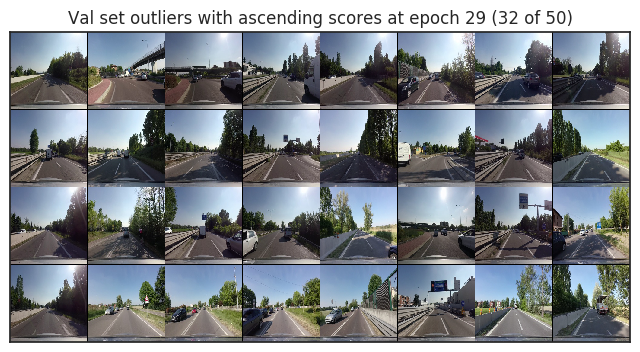 Val set outliers with ascending scores at epoch 29 (32 of 50)